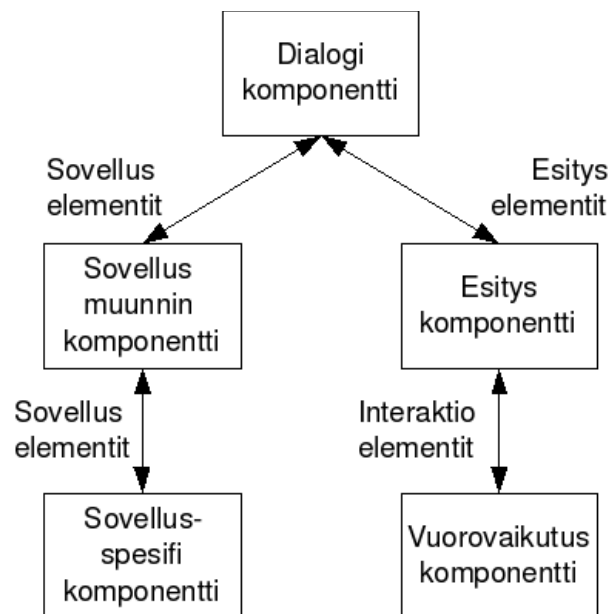 Dialogi
komponentti
Sovellus
elementit
Esitys
elementit
Sovellus
muunnin
komponentti
Esitys
komponentti
Sovellus
elementit
Interaktio
elementit
Sovellus-
spesifi
komponentti
Vuorovaikutus
komponentti